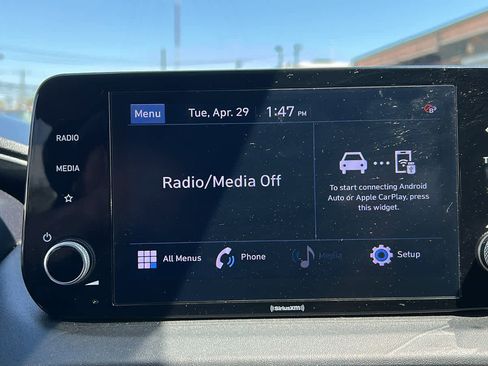 Menu
Tue, Apr. 29
1:47 PM
RADIO
MEDIA
Radio/Media Off
To start connecting Android
Auto or Apple CarPlay, press
this widget.
All Menus
Phone
Media
Setup
((SiriusXM))